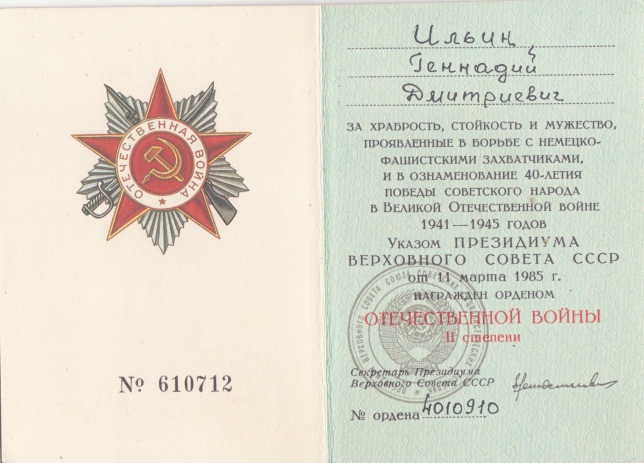 ОТЕЧЕСТВЕННАЯ ВОЙНА
№ 610712
Ильин
Геннадий
Дмитриевич
ЗА ХРАБРОСТЬ, СТОЙКОСТЬ И МУЖЕСТВО,
ПРОЯВЛЕННЫЕ В БОРЬБЕ С НЕМЕЦКО-
ФАШИСТСКИМИ ЗАХВАТЧИКАМИ,
И В ОЗНАМЕНОВАНИЕ 40-ЛЕТИЯ
ПОБЕДЫ СОВЕТСКОГО НАРОДА
В ВЕЛИКОЙ ОТЕЧЕСТВЕННОЙ ВОЙНЕ
1941—1945 ГОДОВ
УКАЗОМ ПРЕЗИДИУМА
ВЕРХОВНОГО СОВЕТА СССР
от 11 марта 1985 г.
НАГРАЖДЕН ОРДЕНОМ
ОТЕЧЕСТВЕННОЙ ВОЙНЫ
II степени
Секретарь Президиума
Верховного Совета СССР
№ ордена 4010910